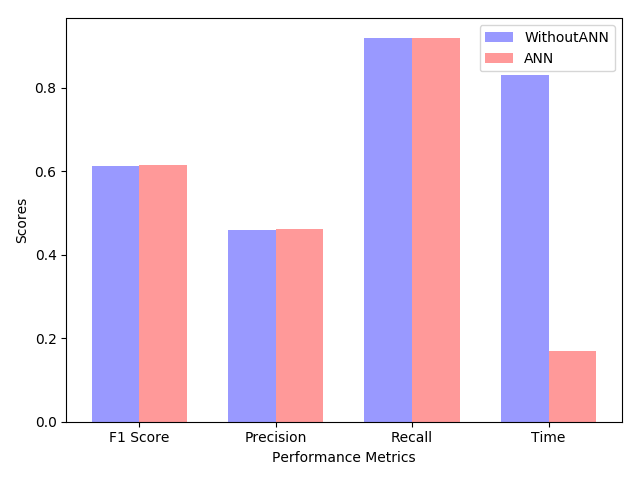 WithoutANN
ANN
Scores
0.8
0.6
0.4
0.2
0.0
F1 Score
Precision
Recall
Time
Performance Metrics